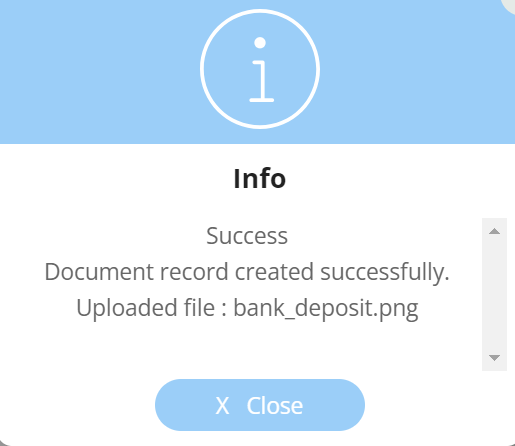 i
Info
Success
Document record created successfully.
Uploaded file : bank_deposit.png
X Close